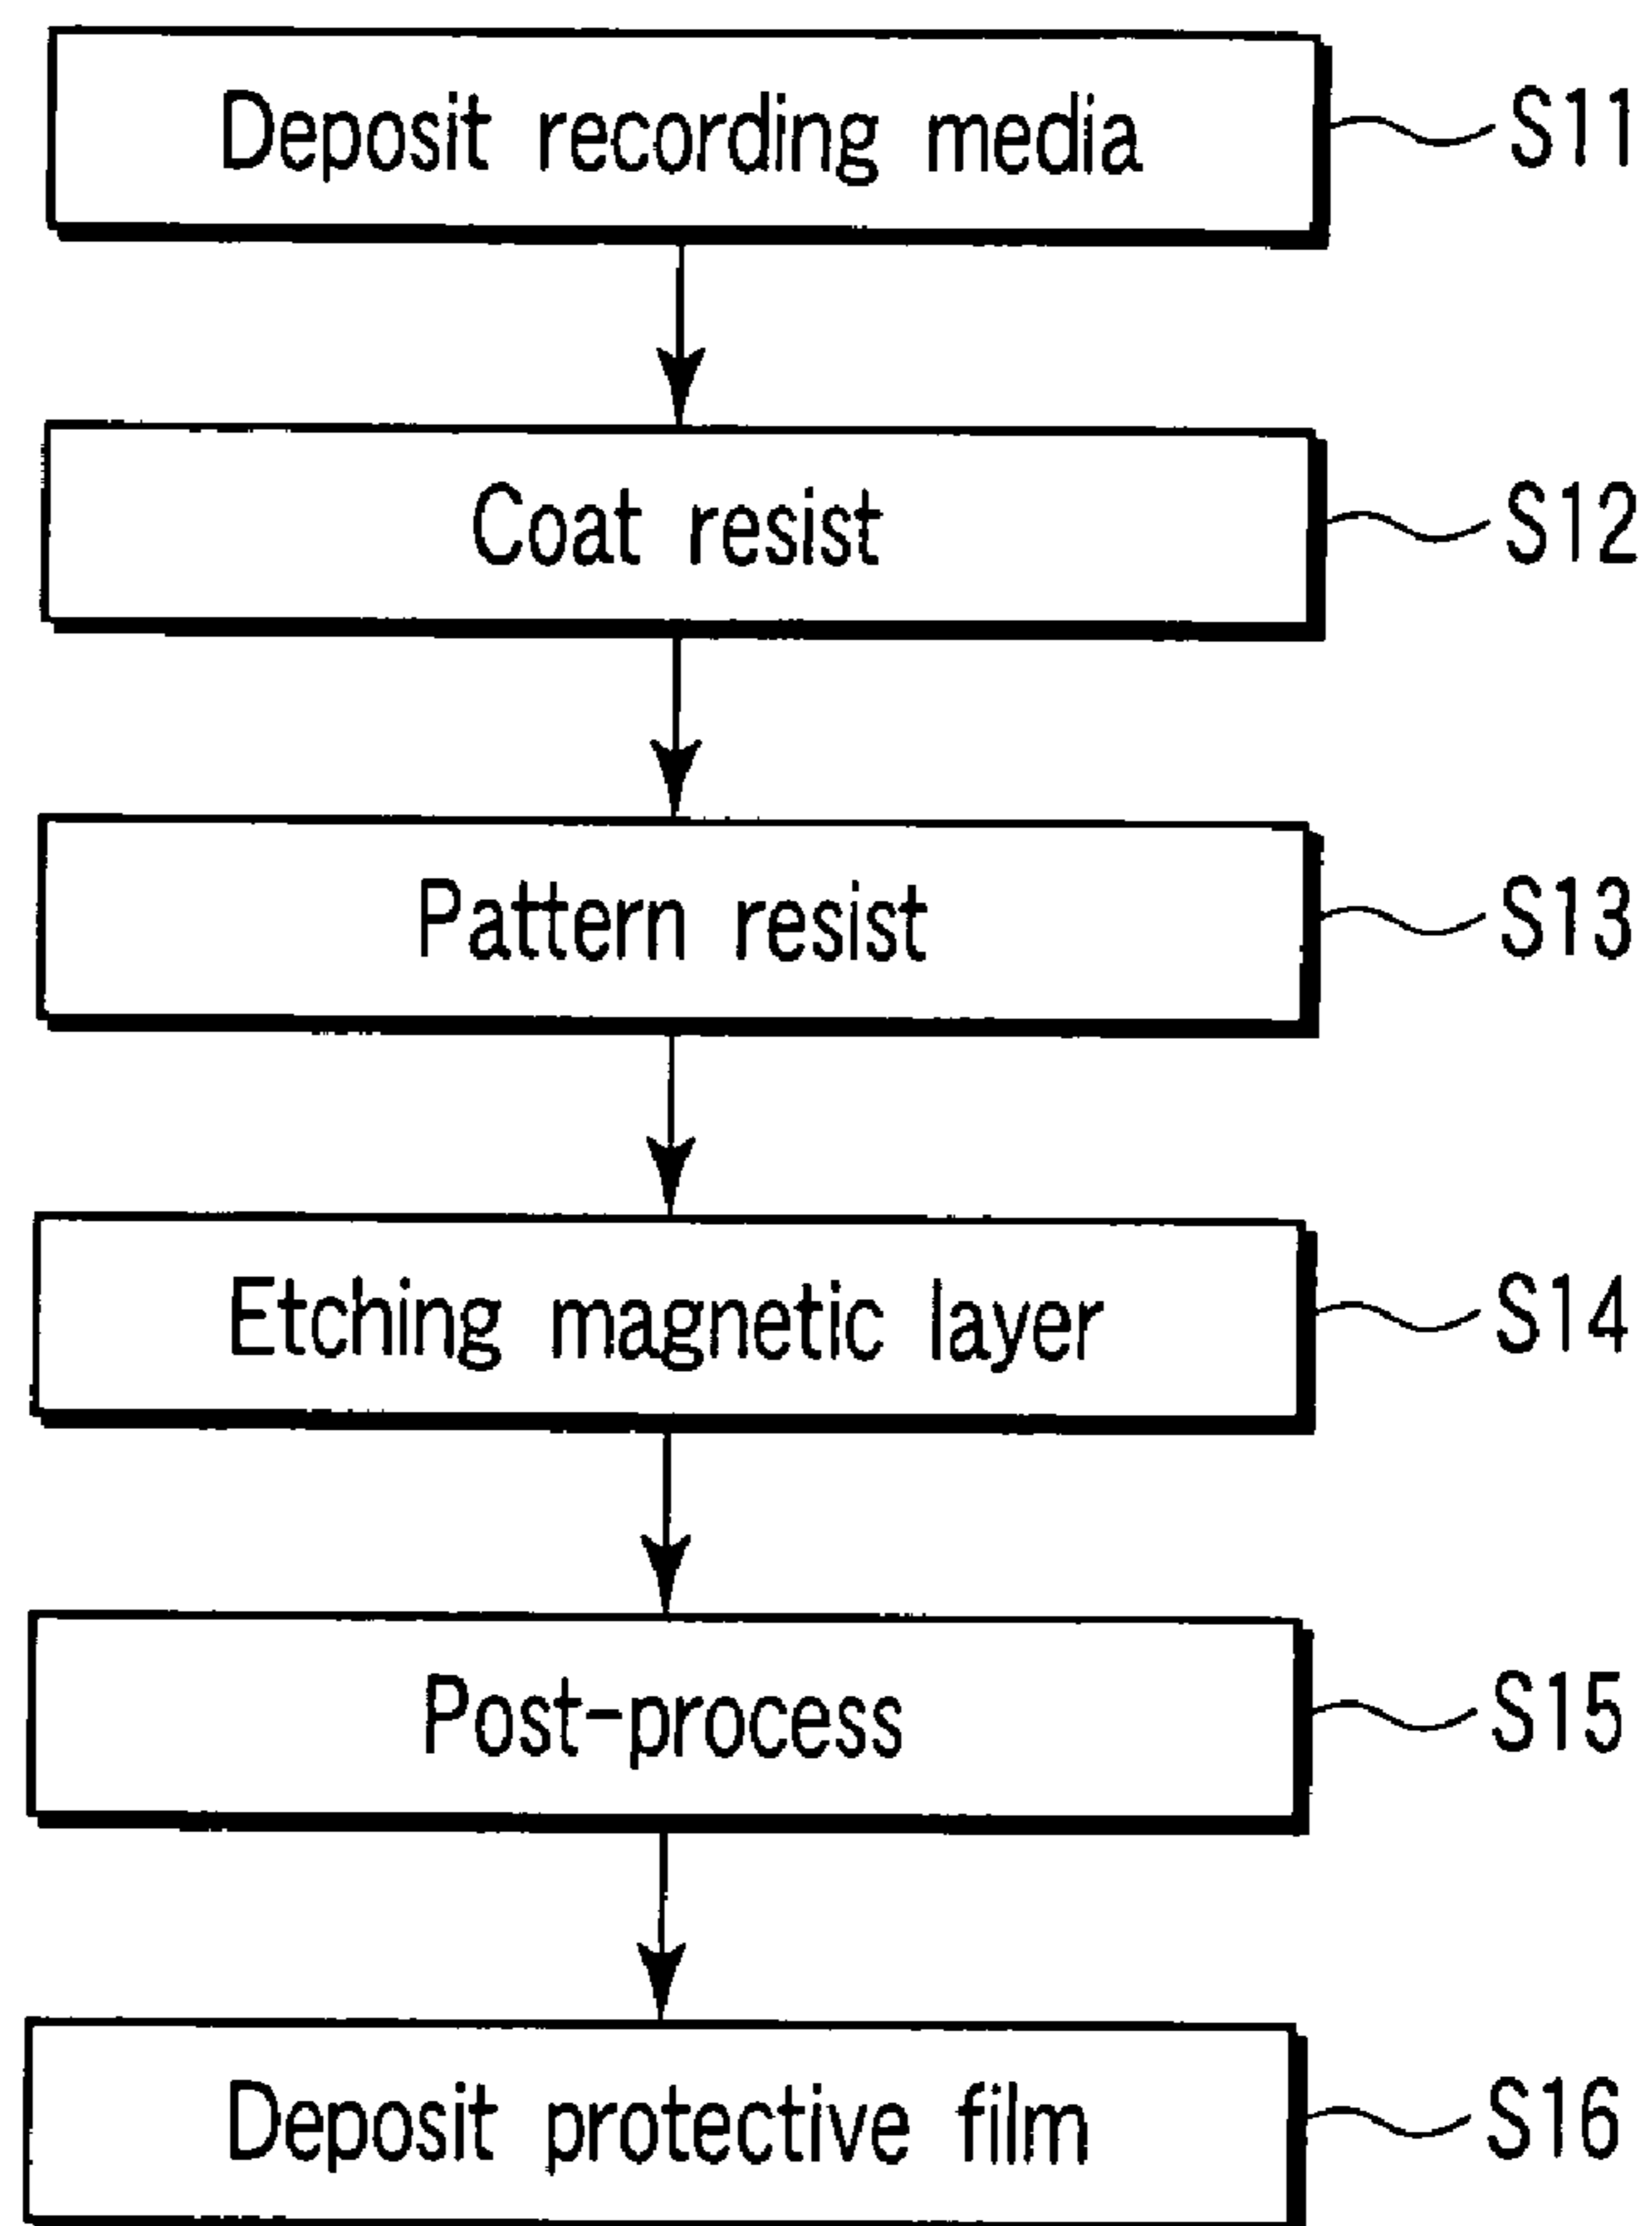 Deposit recording media S11
Coat resist S12
Pattern resist S13
Etching magnetic layer S14
Post-process S15
Deposit protective film S16